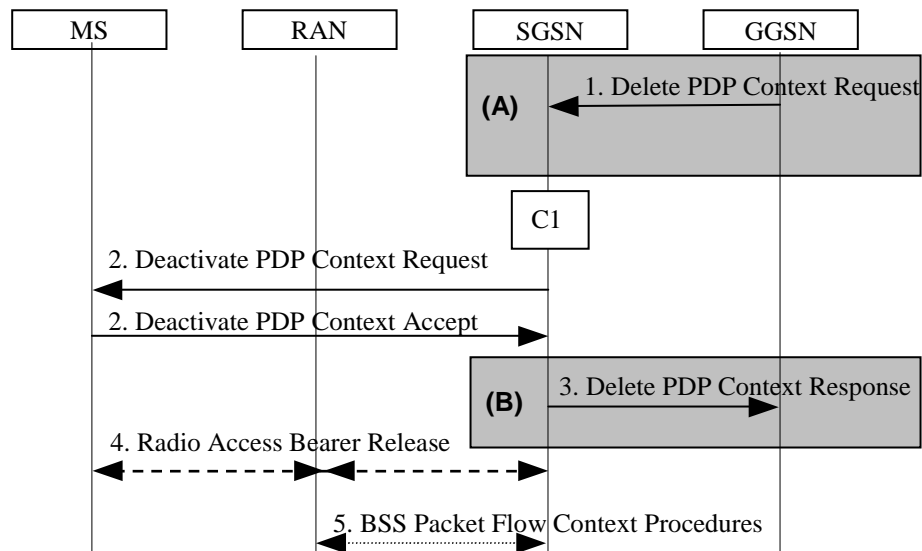 MS RAN SGSN GGSN
1. Delete PDP Context Request
(A)
C1
2. Deactivate PDP Context Request
2. Deactivate PDP Context Accept
(B) 3. Delete PDP Context Response
4. Radio Access Bearer Release
5. BSS Packet Flow Context Procedures